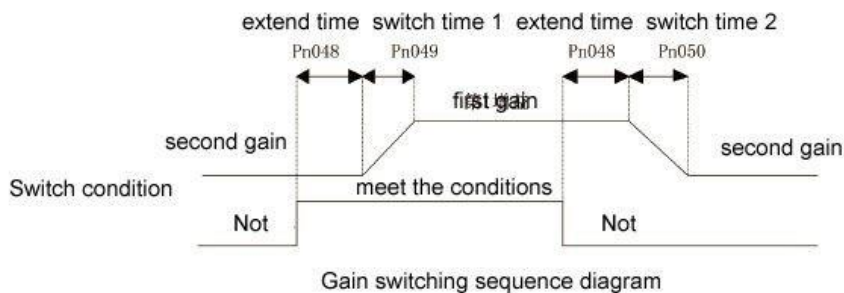 extend time switch time 1 extend time switch time 2
Pn048 Pn049 Pn048 Pn050
first gain
second gain second gain
Switch condition meet the conditions
Not Not
Gain switching sequence diagram